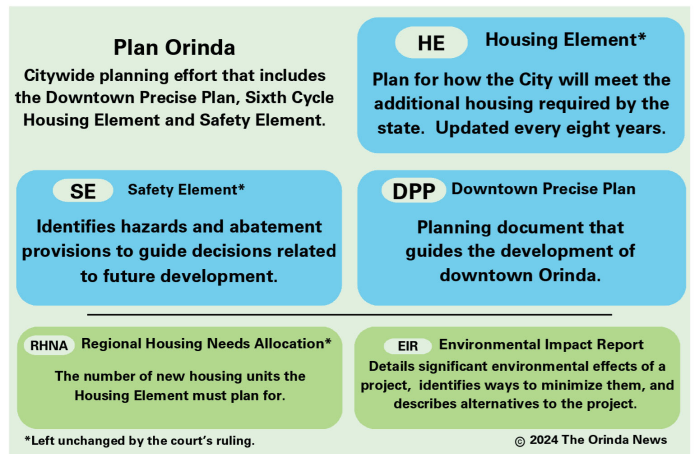 Plan Orinda
Citywide planning effort that includes
the Downtown Precise Plan, Sixth Cycle
Housing Element and Safety Element.
HE Housing Element*
Plan for how the City will meet the
additional housing required by the
state. Updated every eight years.
SE Safety Element*
Identifies hazards and abatement
provisions to guide decisions related
to future development.
DPP Downtown Precise Plan
Planning document that
guides the development of
downtown Orinda.
RHNA Regional Housing Needs Allocation*
The number of new housing units the
Housing Element must plan for.
EIR Environmental Impact Report
Details significant environmental effects of a
project, identifies ways to minimize them, and
describes alternatives to the project.
*Left unchanged by the court's ruling.
© 2024 The Orinda News